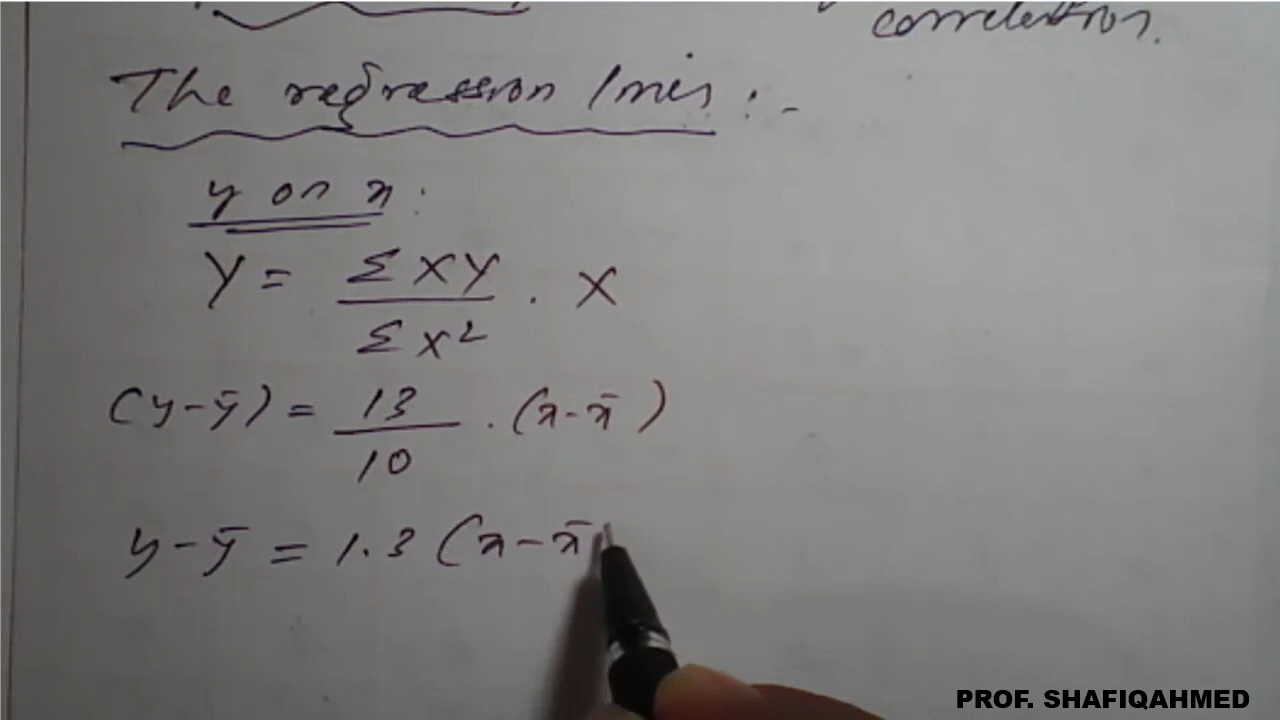 correlation.
The regression lines :-
y on x :
Y = ΣXY / ΣX² . X
(y-ȳ) = 13 / 10 . (x-x̄)
y-ȳ = 1.3 (x-x̄
PROF. SHAFIQAHMED